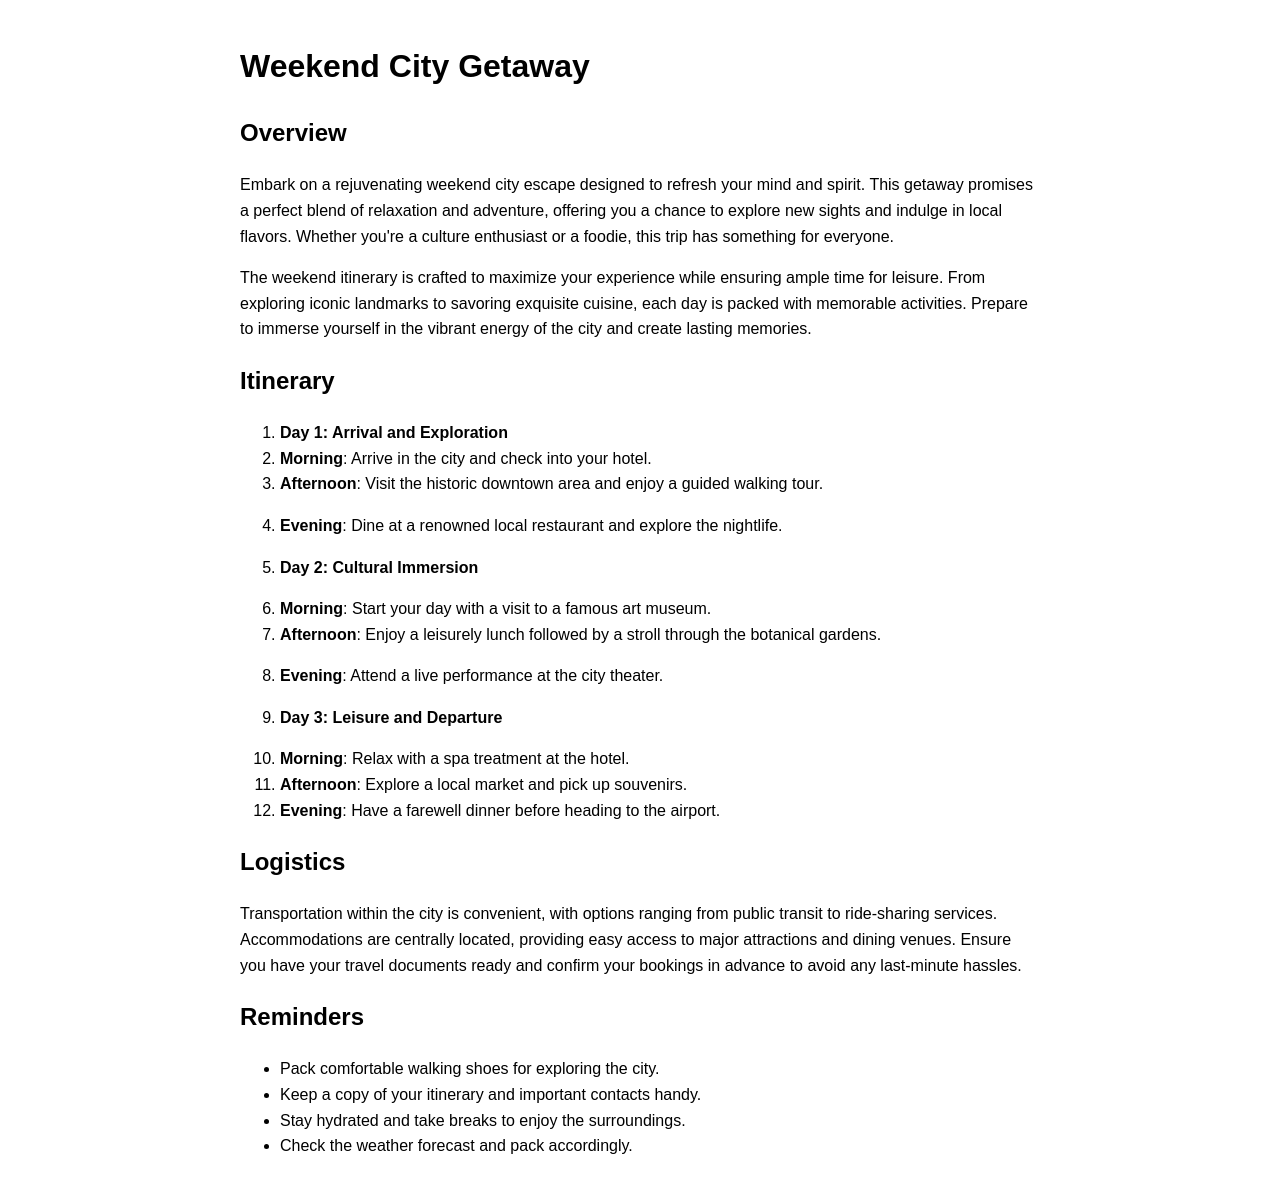 Weekend City Getaway
Overview
Embark on a rejuvenating weekend city escape designed to refresh your mind and spirit. This getaway promises
a perfect blend of relaxation and adventure, offering you a chance to explore new sights and indulge in local
flavors. Whether you're a culture enthusiast or a foodie, this trip has something for everyone.
The weekend itinerary is crafted to maximize your experience while ensuring ample time for leisure. From
exploring iconic landmarks to savoring exquisite cuisine, each day is packed with memorable activities. Prepare
to immerse yourself in the vibrant energy of the city and create lasting memories.
Itinerary
1. Day 1: Arrival and Exploration
2. Morning: Arrive in the city and check into your hotel.
3. Afternoon: Visit the historic downtown area and enjoy a guided walking tour.
4. Evening: Dine at a renowned local restaurant and explore the nightlife.
5. Day 2: Cultural Immersion
6. Morning: Start your day with a visit to a famous art museum.
7. Afternoon: Enjoy a leisurely lunch followed by a stroll through the botanical gardens.
8. Evening: Attend a live performance at the city theater.
9. Day 3: Leisure and Departure
10. Morning: Relax with a spa treatment at the hotel.
11. Afternoon: Explore a local market and pick up souvenirs.
12. Evening: Have a farewell dinner before heading to the airport.
Logistics
Transportation within the city is convenient, with options ranging from public transit to ride-sharing services.
Accommodations are centrally located, providing easy access to major attractions and dining venues. Ensure
you have your travel documents ready and confirm your bookings in advance to avoid any last-minute hassles.
Reminders
• Pack comfortable walking shoes for exploring the city.
• Keep a copy of your itinerary and important contacts handy.
• Stay hydrated and take breaks to enjoy the surroundings.
• Check the weather forecast and pack accordingly.